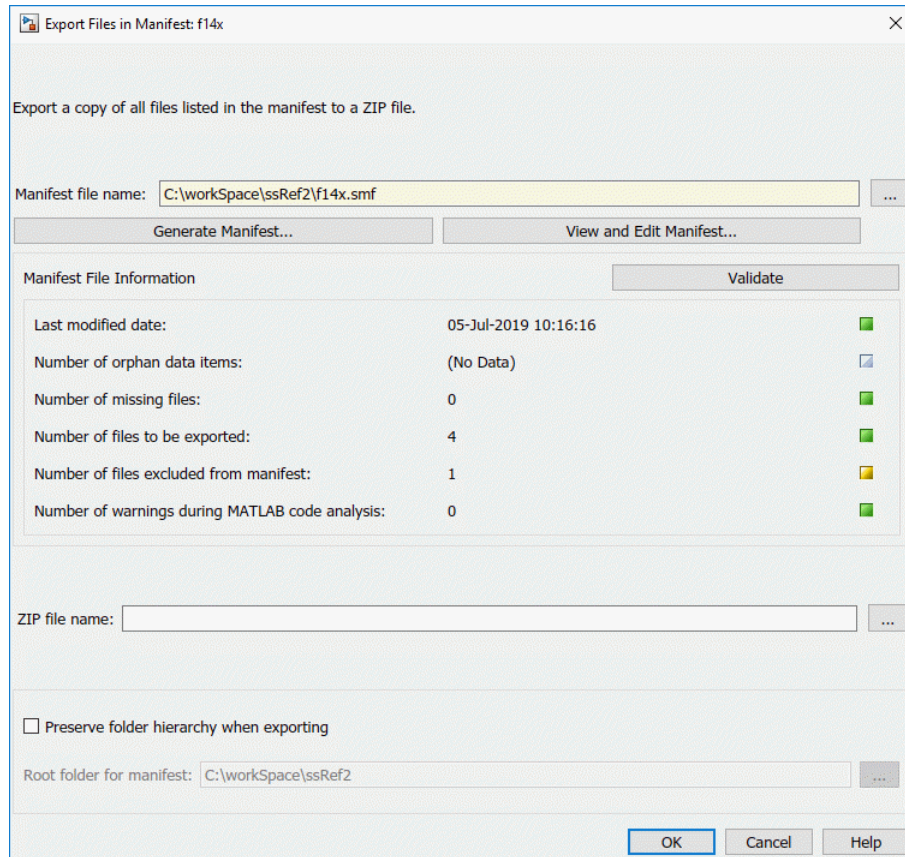 Export Files in Manifest: f14x
Export a copy of all files listed in the manifest to a ZIP file.
Manifest file name: C:\workSpace\ssRef2\f14x.smf ...
Generate Manifest... View and Edit Manifest...
Manifest File Information Validate
Last modified date: 05-Jul-2019 10:16:16
Number of orphan data items: (No Data)
Number of missing files: 0
Number of files to be exported: 4
Number of files excluded from manifest: 1
Number of warnings during MATLAB code analysis: 0
ZIP file name: ...
Preserve folder hierarchy when exporting
Root folder for manifest: C:\workSpace\ssRef2 ...
OK Cancel Help